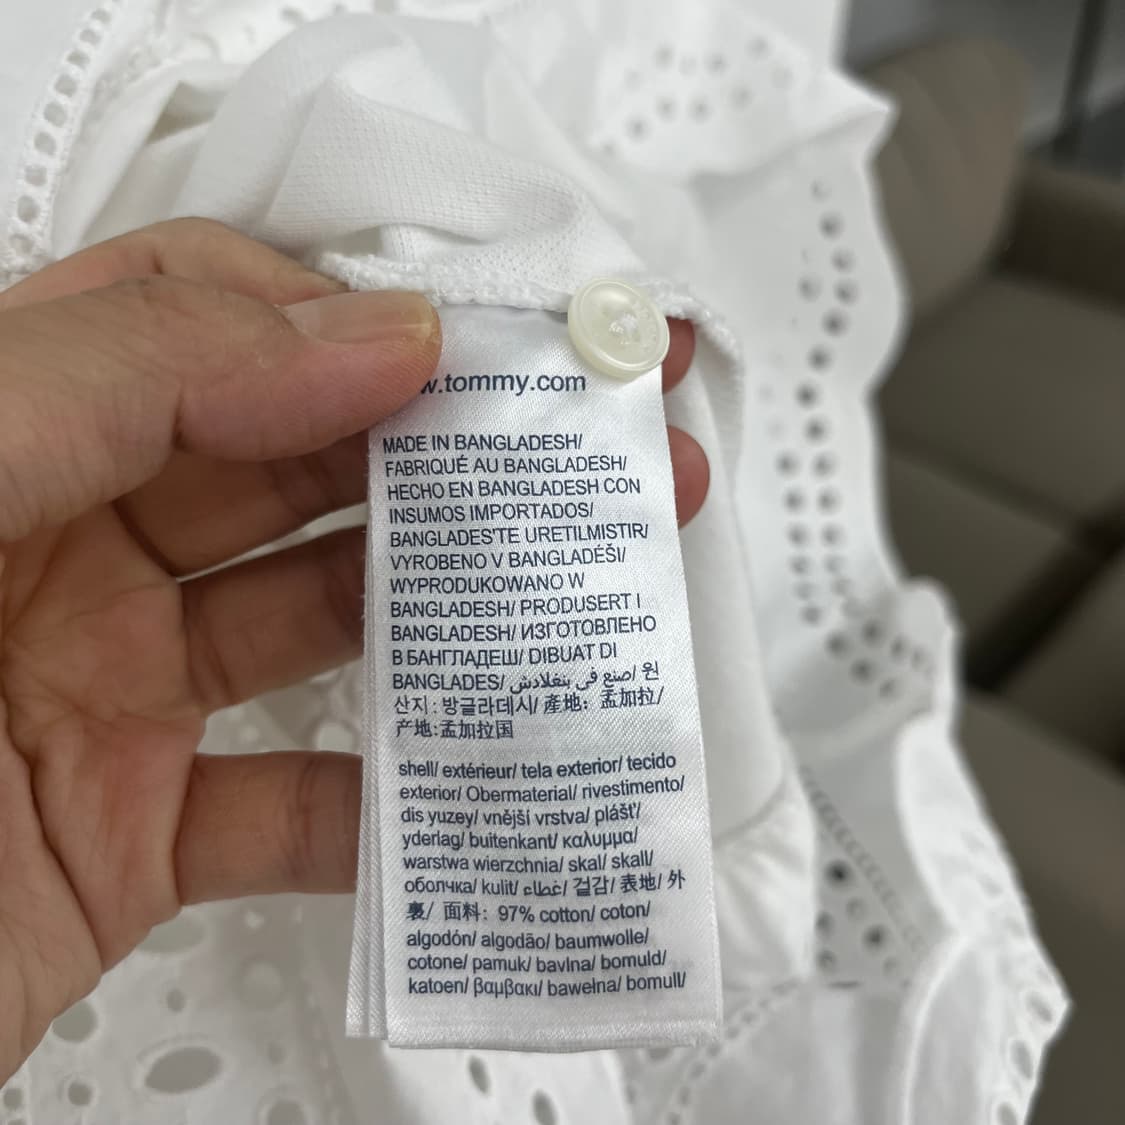 w.tommy.com
MADE IN BANGLADESH/
FABRIQUÉ AU BANGLADESH/
HECHO EN BANGLADESH CON
INSUMOS IMPORTADOS/
BANGLADES'TE URETILMISTIR/
VYROBENO V BANGLADÉŠI/
WYPRODUKOWANO W
BANGLADESH/ PRODUSERT I
BANGLADESH/ ИЗГОТОВЛЕНО
В БАНГЛАДЕШ/ DIBUAT DI
BANGLADES/ صنع في بنغلادش/ 원
산지: 방글라데시/ 產地: 孟加拉/
产地:孟加拉国
shell/ extérieur/ tela exterior/ tecido
exterior/ Obermaterial/ rivestimento/
dis yuzey/ vnější vrstva/ plášť/
yderlag/ buitenkant/ καλυμμα/
warstwa wierzchnia/ skal/ skall/
оболчка/ kulit/ غطاء/ 겉감/ 表地/ 外
裏/ 面料: 97% cotton/ coton/
algodón/ algodão/ baumwolle/
cotone/ pamuk/ bavlna/ bomuld/
katoen/ βαμβακι/ bawełna/ bomull/